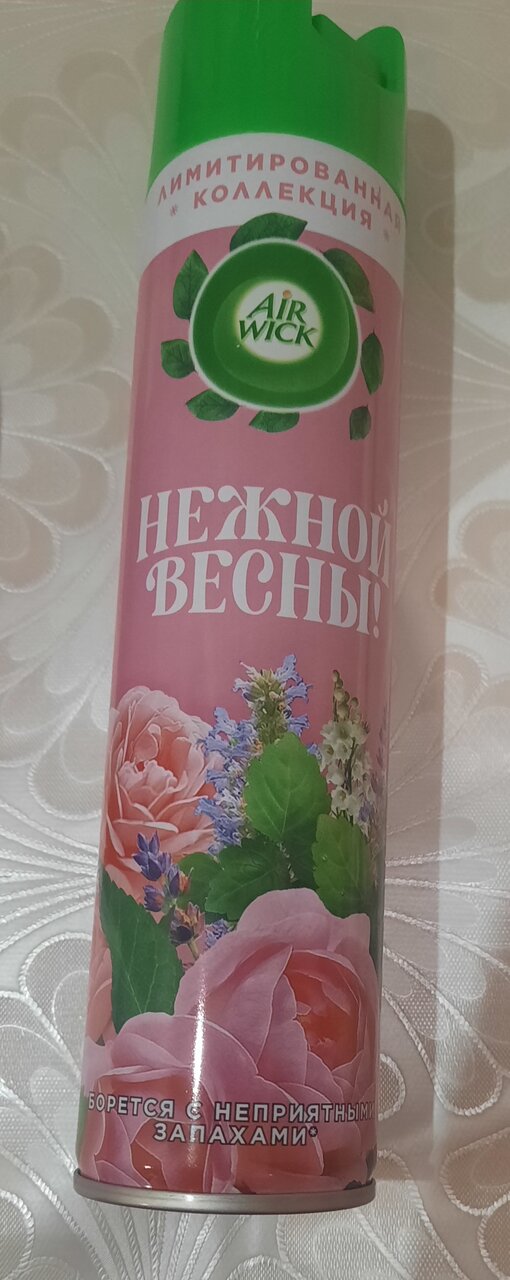 ЛИМИТИРОВАННАЯ
* КОЛЛЕКЦИЯ *
AIR
WICK
НЕЖНОЙ
ВЕСНЫ!
БОРЕТСЯ С НЕПРИЯТНЫМИ
ЗАПАХАМИ*